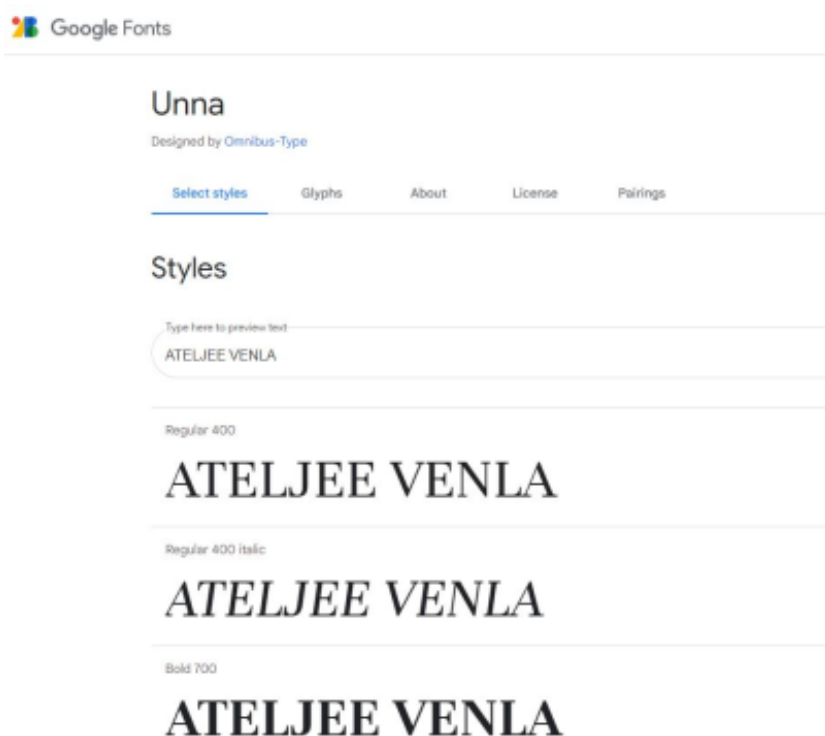 Google Fonts
Unna
Designed by Omnibus-Type
Select styles Glyphs About License Pairings
Styles
Type here to preview text
ATELJEE VENLA
Regular 400
ATELJEE VENLA
Regular 400 italic
ATELJEE VENLA
Bold 700
ATELJEE VENLA